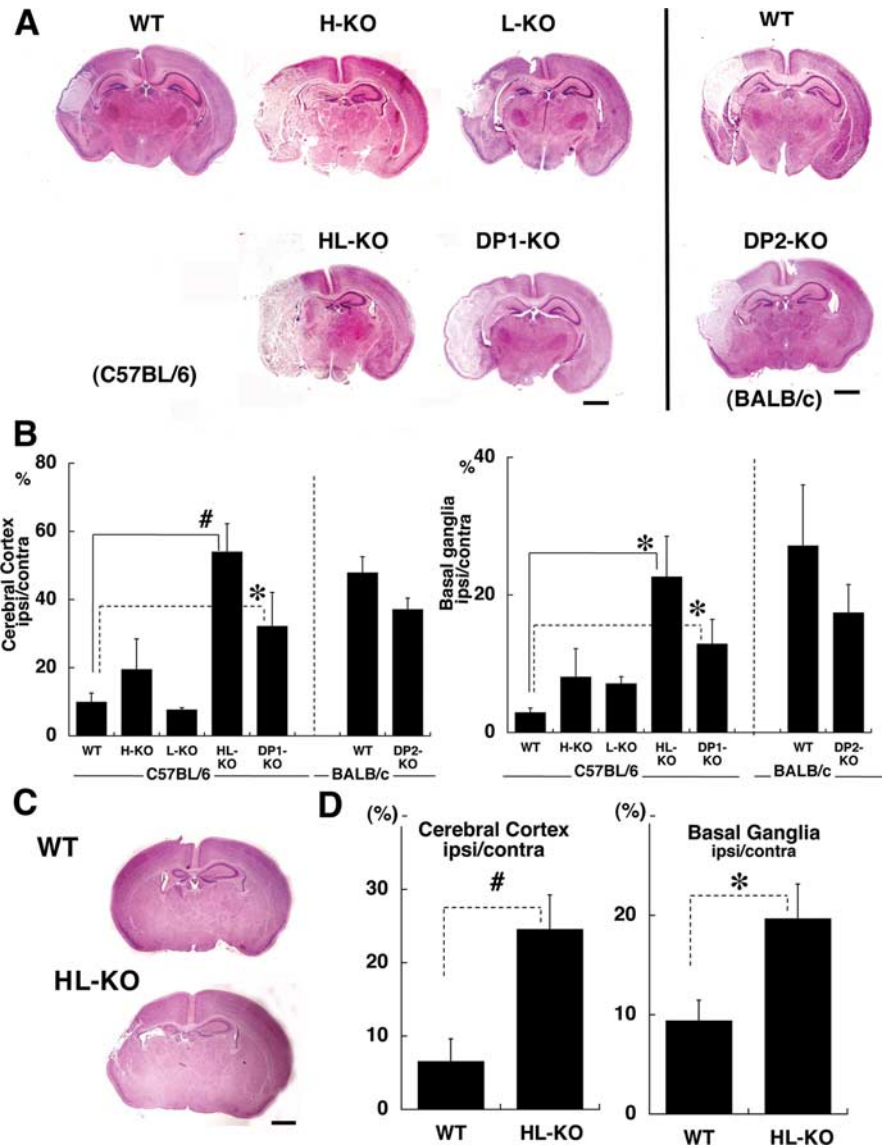 A
WT
H-KO
L-KO
WT
HL-KO
DP1-KO
DP2-KO
(C57BL/6)
(BALB/c)
B
80
%
60
40
20
0
Cerebral Cortex
ipsi/contra
#
*
WT
H-KO
L-KO
HL-
KO
DP1-
KO
WT
DP2-
KO
C57BL/6
BALB/c
%
40
20
0
Basal ganglia
ipsi/contra
*
*
WT
H-KO
L-KO
HL-
KO
DP1-
KO
WT
DP2-
KO
C57BL/6
BALB/c
C
WT
HL-KO
D
(%)
Cerebral Cortex
ipsi/contra
#
30
20
10
0
WT
HL-KO
(%)
Basal Ganglia
ipsi/contra
*
20
10
0
WT
HL-KO